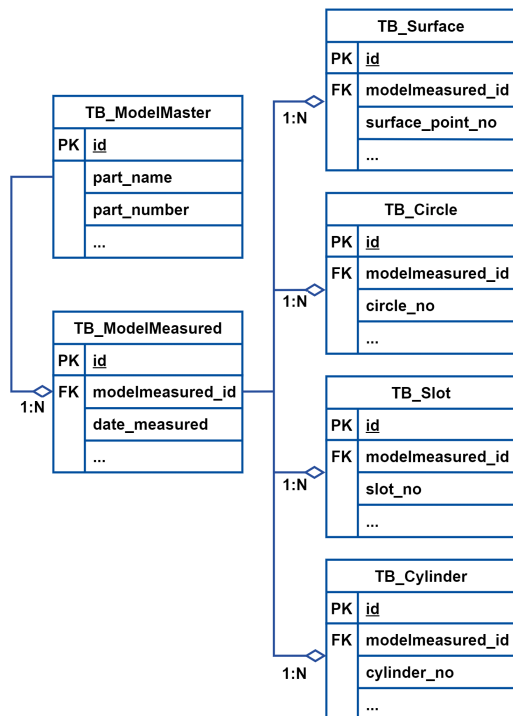 TB_ModelMaster
PK id
part_name
part_number
...
TB_ModelMeasured
PK id
FK modelmeasured_id
date_measured
...
1:N
TB_Surface
PK id
FK modelmeasured_id
surface_point_no
...
1:N
TB_Circle
PK id
FK modelmeasured_id
circle_no
...
1:N
TB_Slot
PK id
FK modelmeasured_id
slot_no
...
1:N
TB_Cylinder
PK id
FK modelmeasured_id
cylinder_no
...
1:N